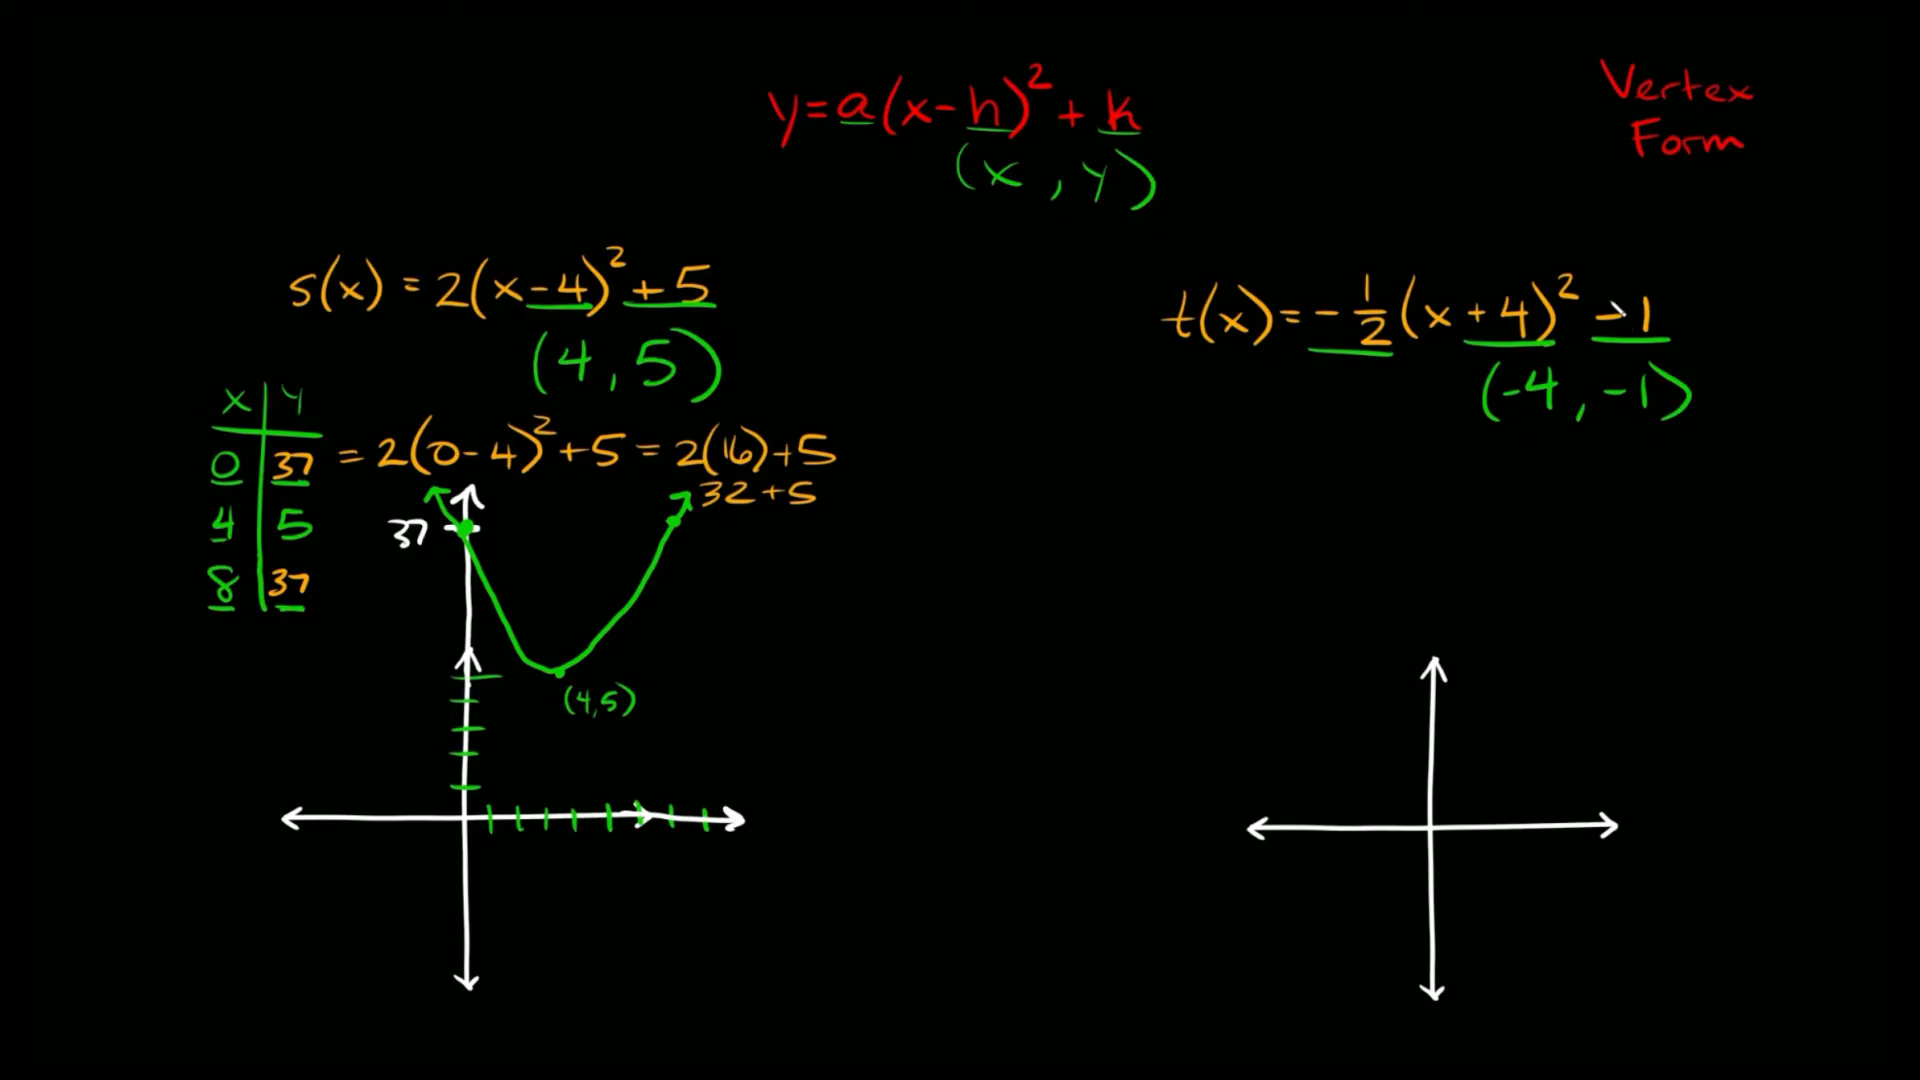 y=a(x-h)²+k
(x,y)
Vertex
Form
s(x)=2(x-4)²+5
(4,5)
x y
0 37 =2(0-4)²+5=2(16)+5
32+5
4 5
8 37
37
(4,5)
t(x)=-1/2(x+4)²-1
(-4,-1)